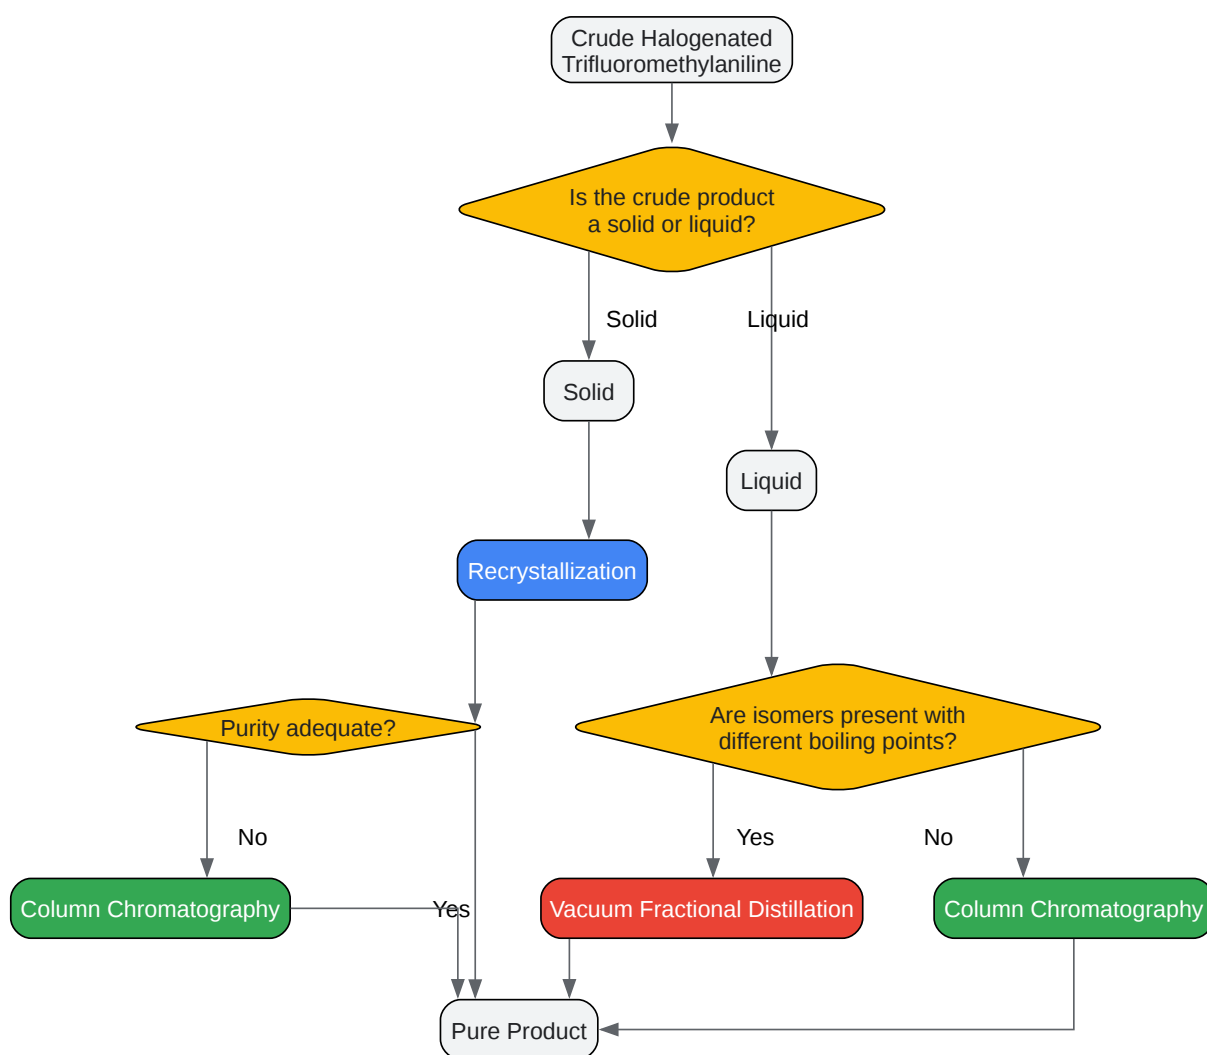 Crude Halogenated
Trifluoromethylaniline
Is the crude product
a solid or liquid?
Solid
Liquid
Solid
Liquid
Recrystallization
Purity adequate?
Are isomers present with
different boiling points?
No
Yes
No
Column Chromatography
Yes
Vacuum Fractional Distillation
Column Chromatography
Pure Product